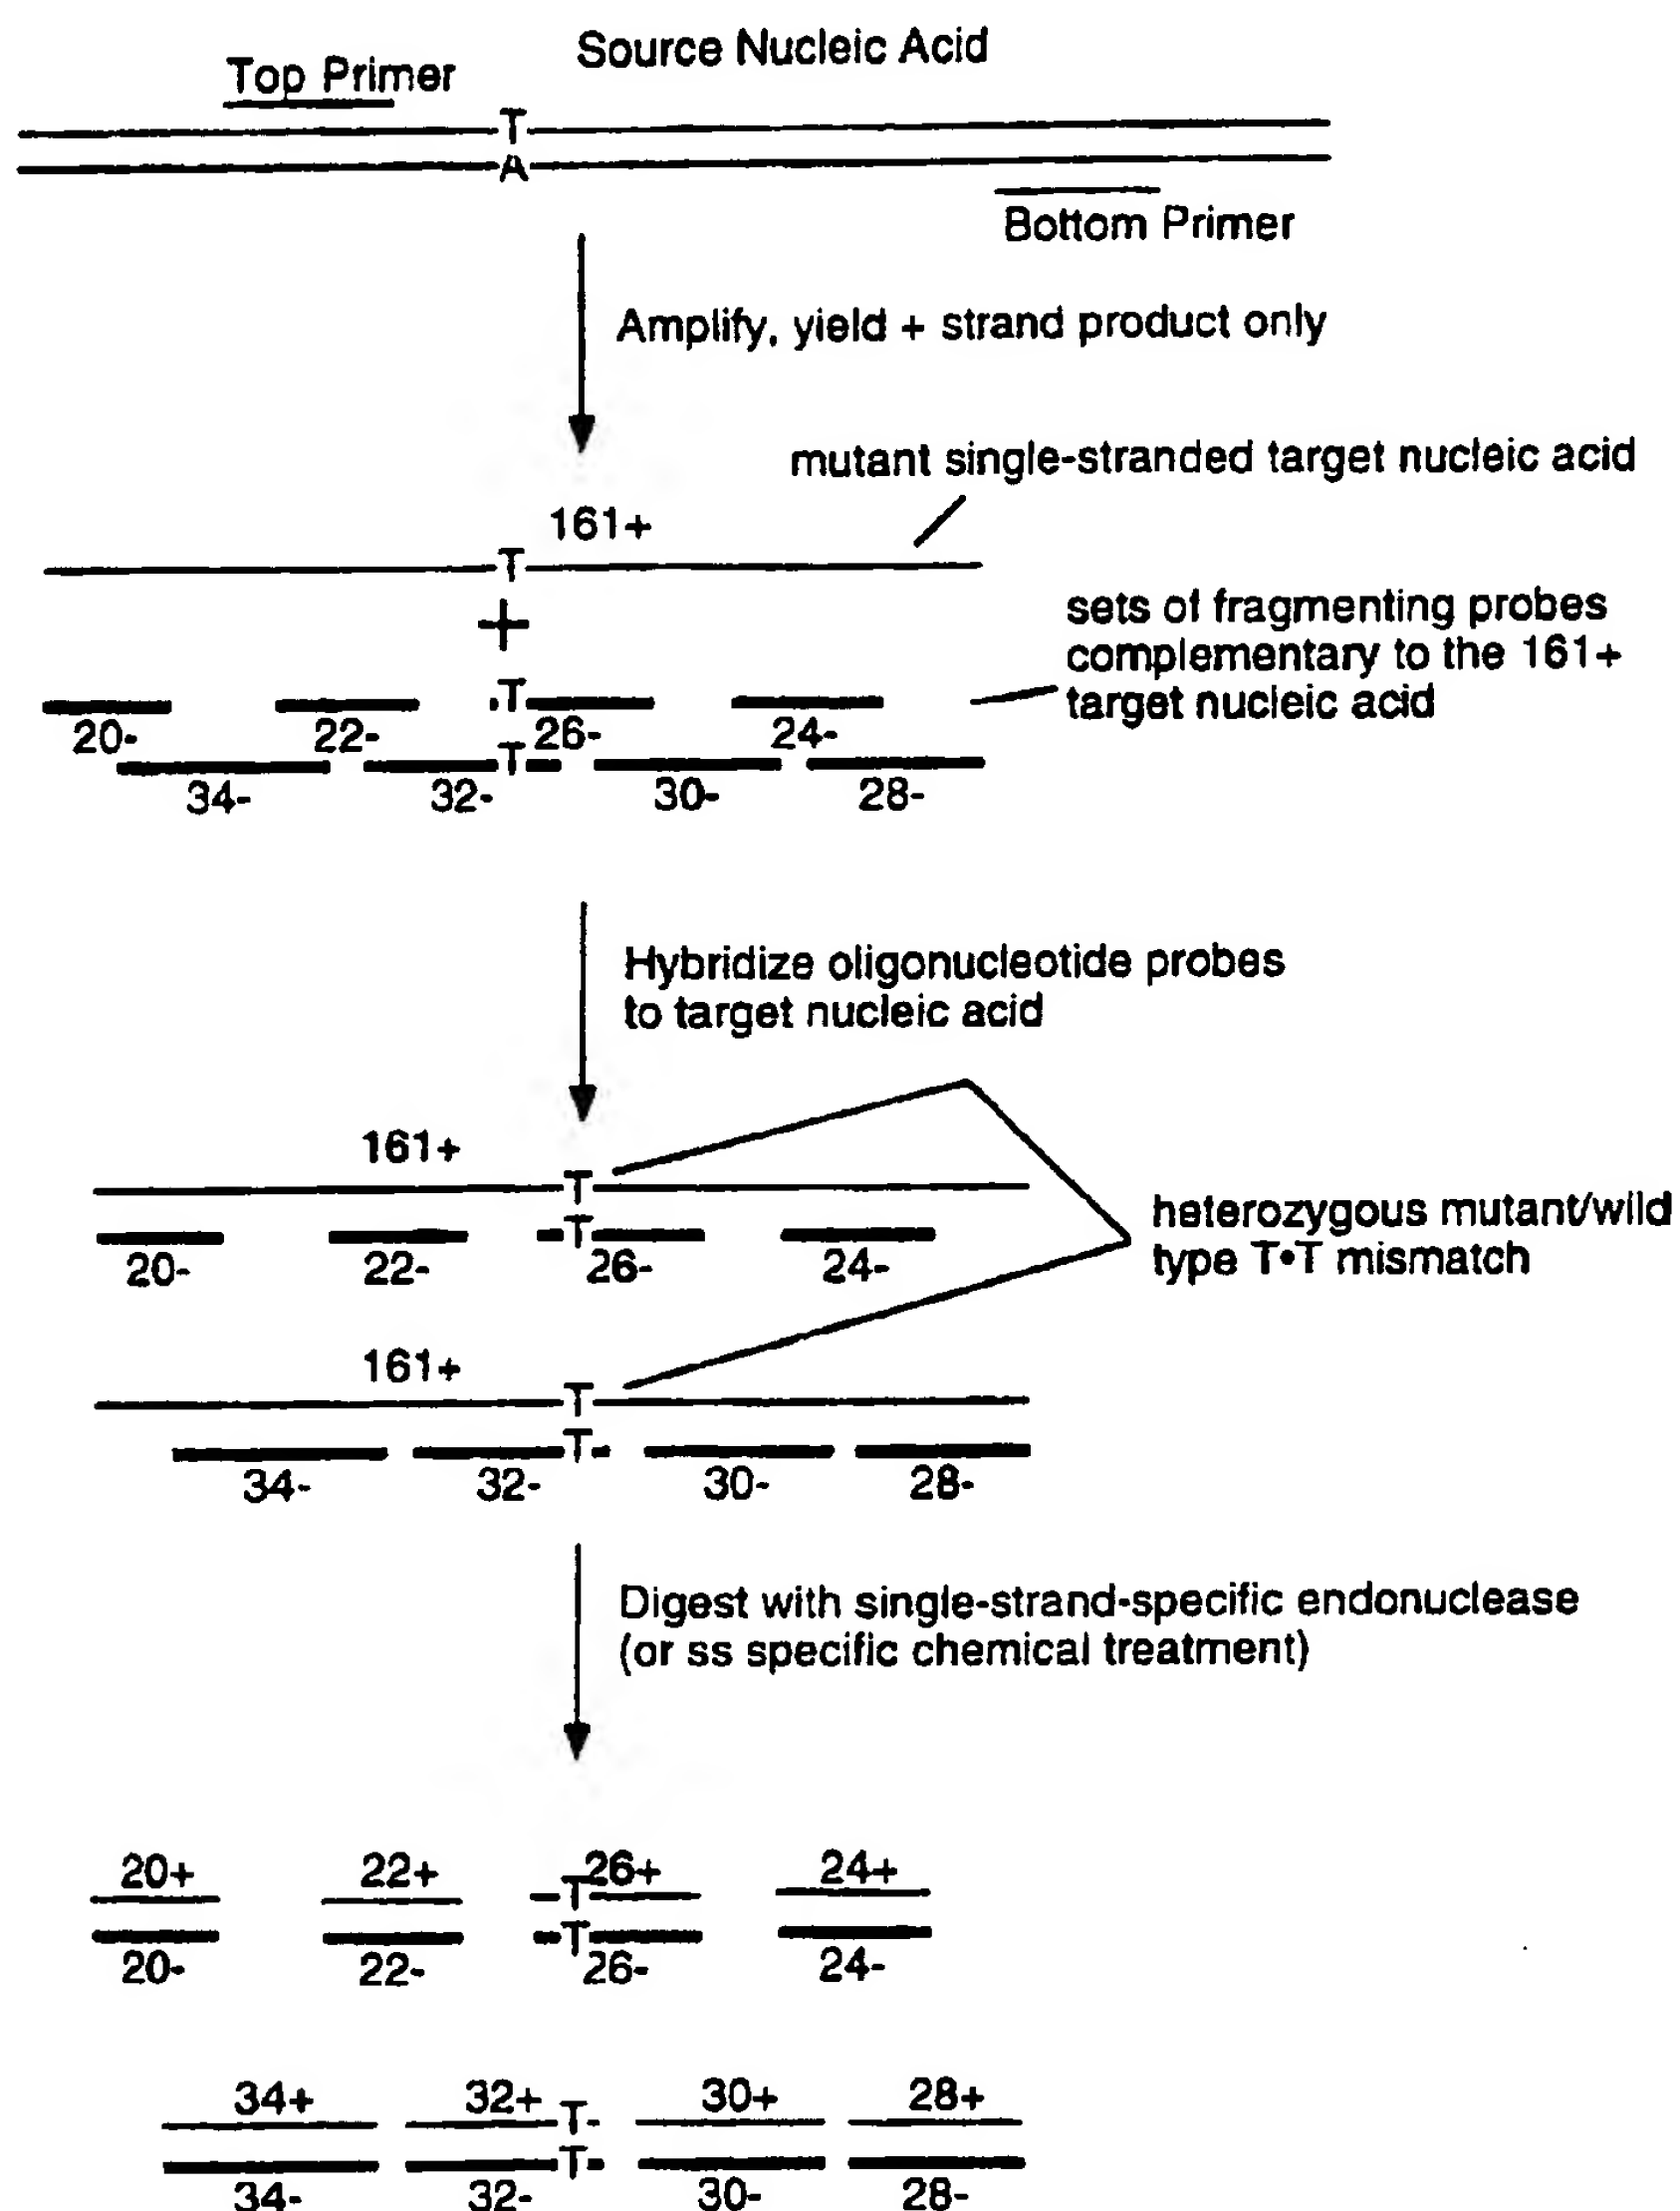 Source Nucleic Acid
Top Primer
T
A
Bottom Primer
Amplify, yield + strand product only
mutant single-stranded target nucleic acid
161+
T
+
sets of fragmenting probes
complementary to the 161+
target nucleic acid
T
20- 22- 26- 24-
T
34- 32- 30- 28-
Hybridize oligonucleotide probes
to target nucleic acid
161+
T
T
20- 22- 26- 24-
heterozygous mutant/wild
type T•T mismatch
161+
T
T
34- 32- 30- 28-
Digest with single-strand-specific endonuclease
(or ss specific chemical treatment)
20+ 22+ 26+ 24+
T
T
20- 22- 26- 24-
34+ 32+ 30+ 28+
T
T
34- 32- 30- 28-